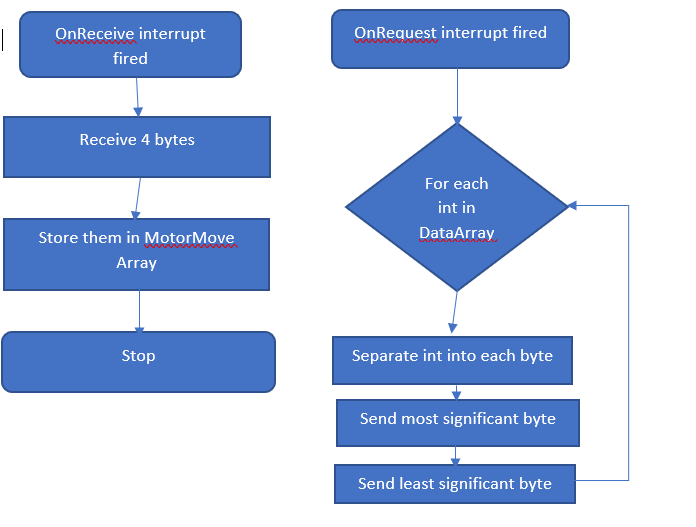 OnReceive interrupt
fired
Receive 4 bytes
Store them in MotorMove
Array
Stop
OnRequest interrupt fired
For each
int in
DataArray
Separate int into each byte
Send most significant byte
Send least significant byte